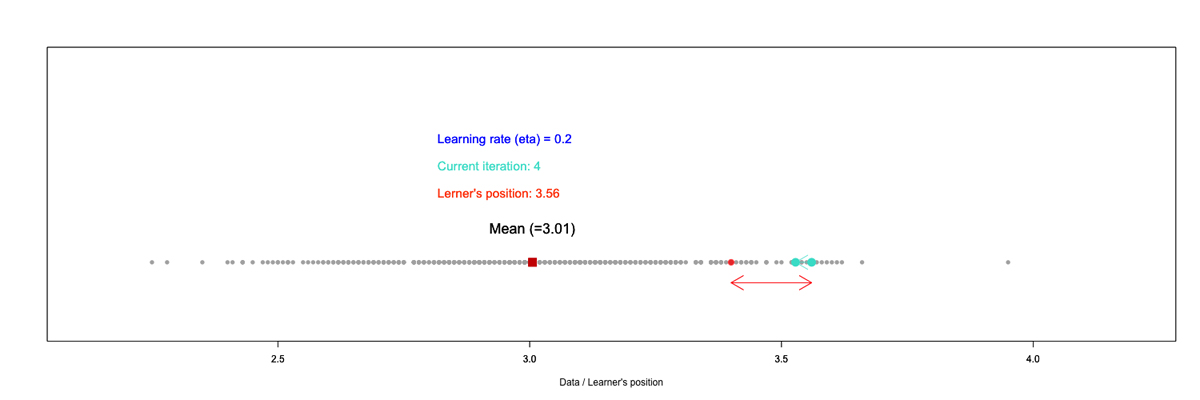 Learning rate (eta) = 0.2
Current iteration: 4
Lerner's position: 3.56
Mean (=3.01)
2.5 3.0 3.5 4.0
Data / Learner's position